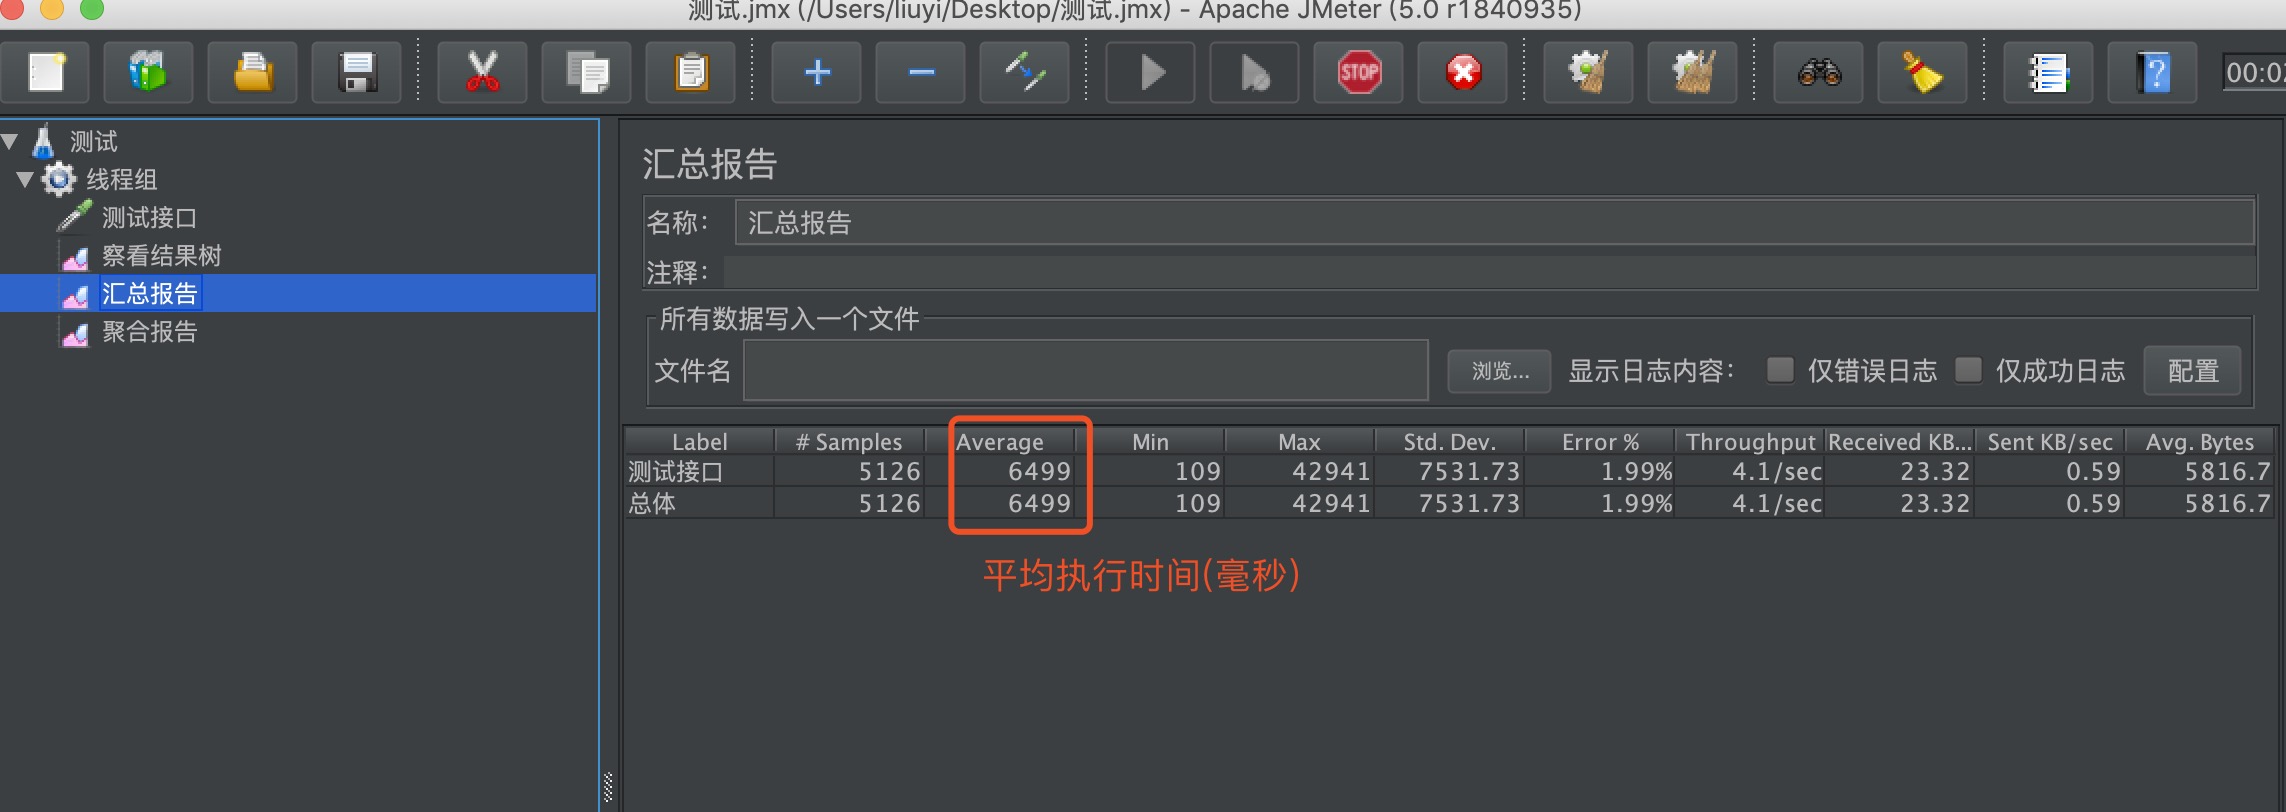 测试.jmx (/Users/liuyi/Desktop/测试.jmx) - Apache JMeter (5.0 r1840935)
STOP
测试
线程组
测试接口
察看结果树
汇总报告
聚合报告
汇总报告
名称： 汇总报告
注释：
所有数据写入一个文件
文件名 浏览... 显示日志内容： 仅错误日志 仅成功日志 配置
Label # Samples Average Min Max Std. Dev. Error % Throughput Received KB... Sent KB/sec Avg. Bytes
测试接口 5126 6499 109 42941 7531.73 1.99% 4.1/sec 23.32 0.59 5816.7
总体 5126 6499 109 42941 7531.73 1.99% 4.1/sec 23.32 0.59 5816.7
平均执行时间(毫秒)